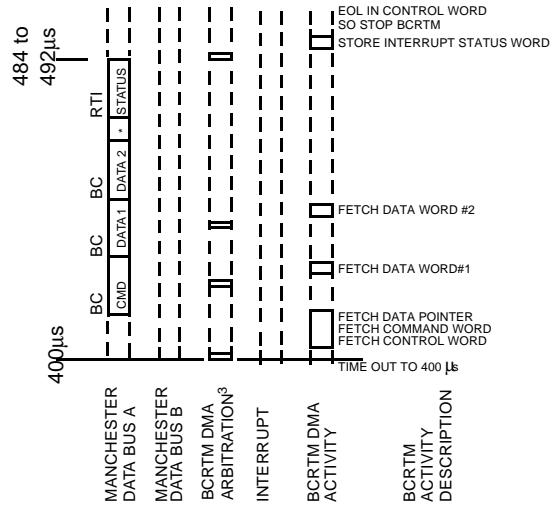 EOL IN CONTROL WORD
SO STOP BCRTM
STORE INTERRUPT STATUS WORD
484 to
492µs
RTI
STATUS
*
BC
DATA 2
FETCH DATA WORD #2
BC
DATA 1
FETCH DATA WORD#1
BC
CMD
FETCH DATA POINTER
FETCH COMMAND WORD
FETCH CONTROL WORD
400µs
TIME OUT TO 400 µs
MANCHESTER
DATA BUS A
MANCHESTER
DATA BUS B
BCRTM DMA
ARBITRATION3
INTERRUPT
BCRTM DMA
ACTIVITY
BCRTM
ACTIVITY
DESCRIPTION